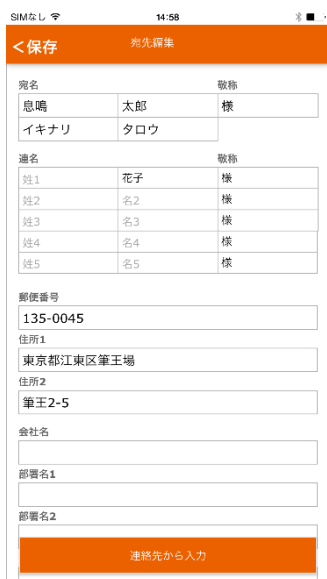 SIMなし 14:58
<保存 宛先編集
宛名 敬称
息鳴 太郎 様
イキナリ タロウ
連名 敬称
姓1 花子 様
姓2 名2 様
姓3 名3 様
姓4 名4 様
姓5 名5 様
郵便番号
135-0045
住所1
東京都江東区筆王場
住所2
筆王2-5
会社名
部署名1
部署名2
連絡先から入力